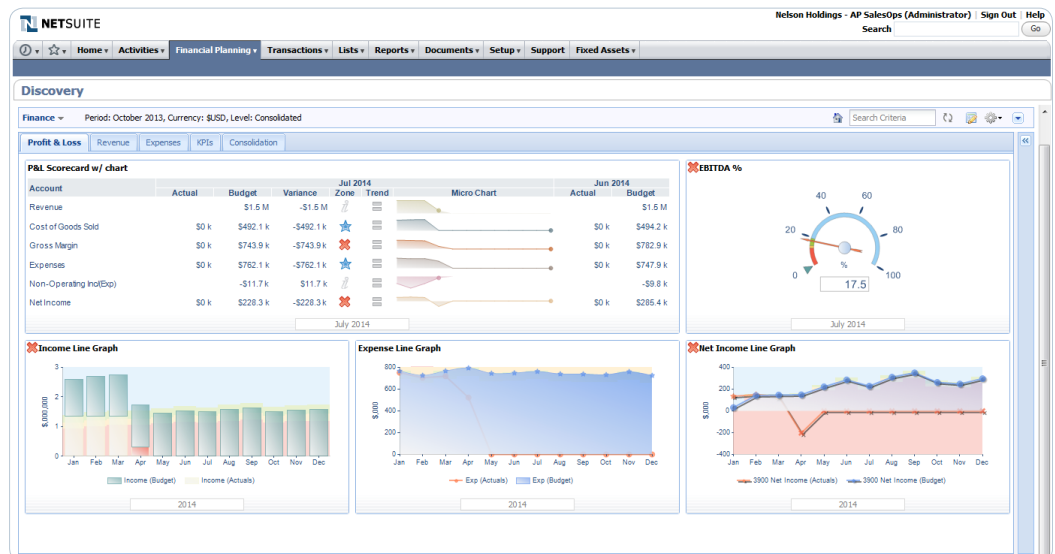 Nelson Holdings - AP SalesOps (Administrator) | Sign Out | Help
NETSUITE
Search Go
Home Activities Financial Planning Transactions Lists Reports Documents Setup Support Fixed Assets
Discovery
Finance Period: October 2013, Currency: $USD, Level: Consolidated Search Criteria
Profit & Loss Revenue Expenses KPIs Consolidation
P&L Scorecard w/ chart
Account Jul 2014 Jun 2014
Actual Budget Variance Zone Trend Micro Chart Actual Budget
Revenue $1.5 M -$1.5 M $1.5 M
Cost of Goods Sold $0 k $492.1 k -$492.1 k $0 k $494.2 k
Gross Margin $0 k $743.9 k -$743.9 k $0 k $782.9 k
Expenses $0 k $762.1 k -$762.1 k $0 k $747.9 k
Non-Operating Inc/(Exp) -$11.7 k $11.7 k -$9.8 k
Net Income $0 k $228.3 k -$228.3 k $0 k $285.4 k
July 2014
EBITDA %
40 60
20 80
0 % 100
17.5
July 2014
Income Line Graph
3
2
1
0
$,000,000
Jan Feb Mar Apr May Jun Jul Aug Sep Oct Nov Dec
Income (Budget) Income (Actuals)
2014
Expense Line Graph
800
600
400
200
0
$,000
Jan Feb Mar Apr May Jun Jul Aug Sep Oct Nov Dec
Exp (Actuals) Exp (Budget)
2014
Net Income Line Graph
400
200
0
-200
-400
$,000
Jan Feb Mar Apr May Jun Jul Aug Sep Oct Nov Dec
3900 Net Income (Actuals) 3900 Net Income (Budget)
2014